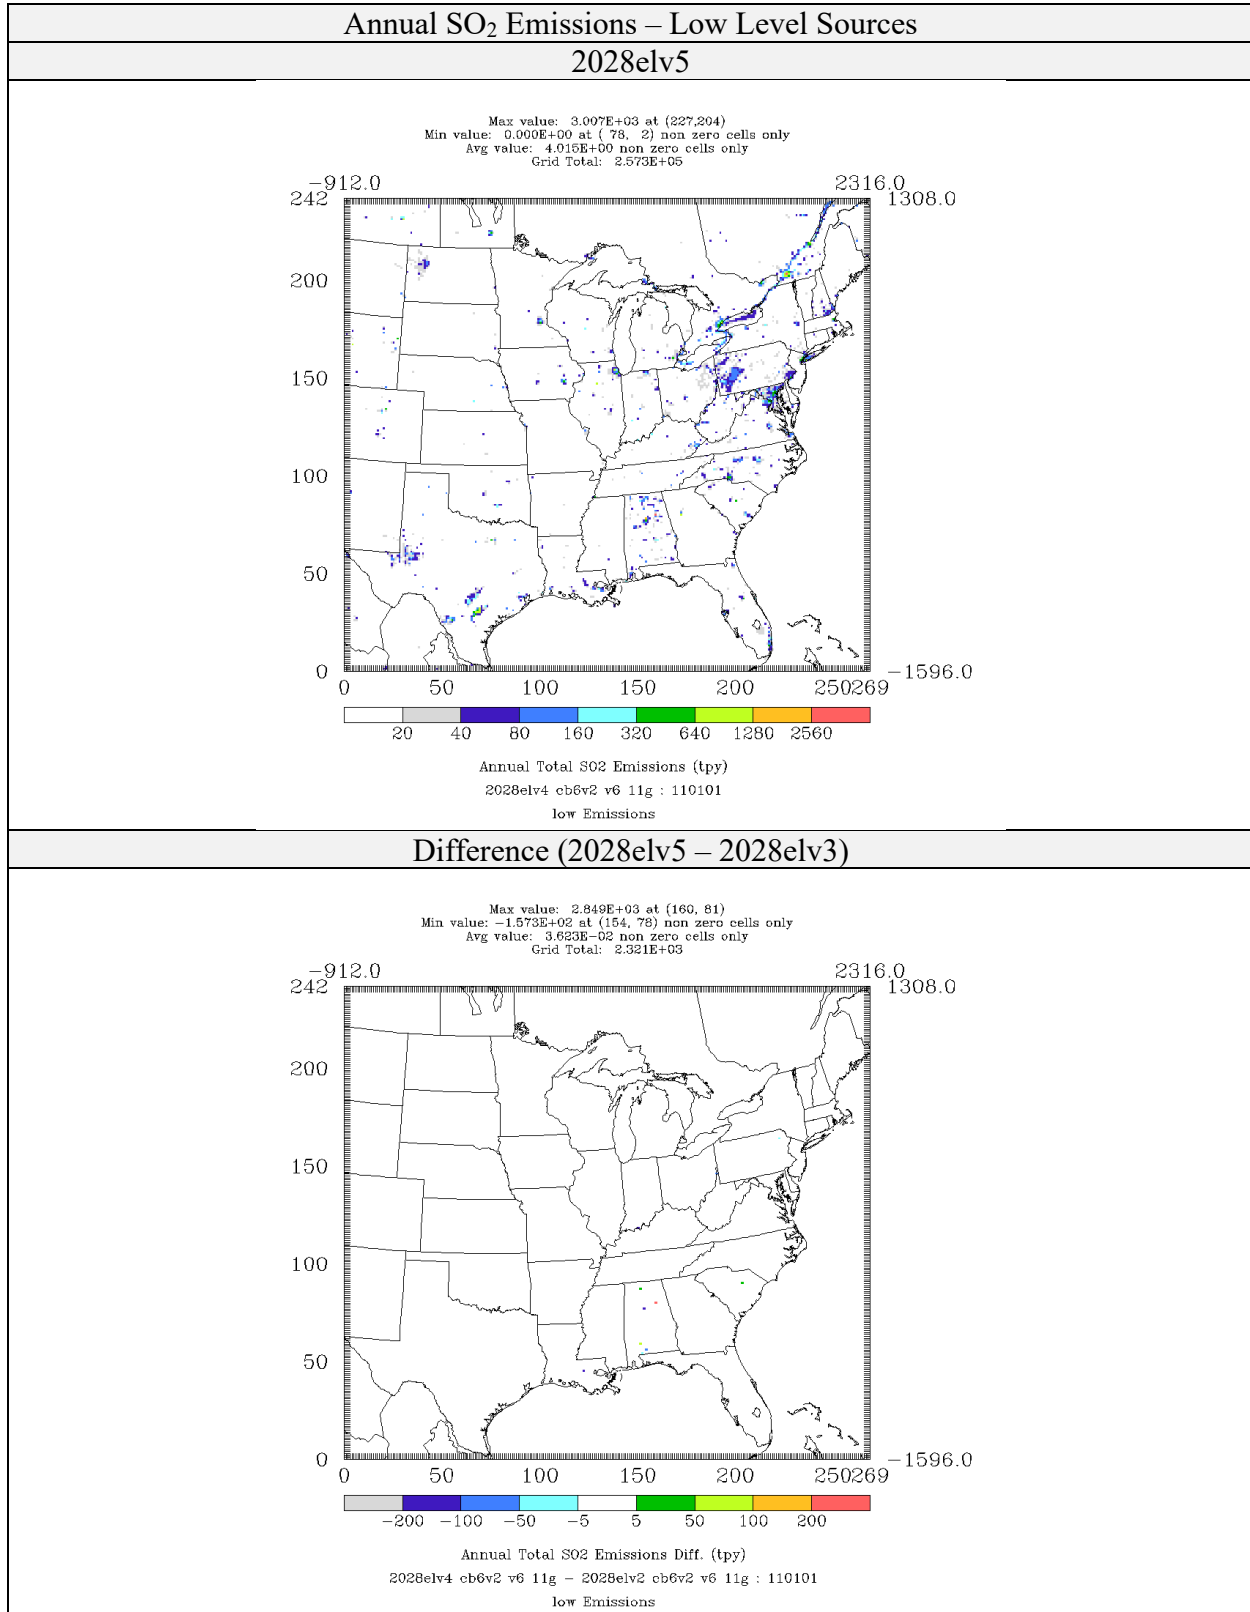 Annual SO₂ Emissions – Low Level Sources
2028elv5
Max value: 3.007E+03 at (227,204)
Min value: 0.000E+00 at ( 78, 2) non zero cells only
Avg value: 4.015E+00 non zero cells only
Grid Total: 2.573E+05
−912.0 2316.0
242 1308.0
200
150
100
50
0 −1596.0
0 50 100 150 200 250269
20 40 80 160 320 640 1280 2560
Annual Total SO2 Emissions (tpy)
2028elv4 cb6v2 v6 11g : 110101
low Emissions
Difference (2028elv5 – 2028elv3)
Max value: 2.849E+03 at (160, 81)
Min value: −1.573E+02 at (154, 78) non zero cells only
Avg value: 3.623E−02 non zero cells only
Grid Total: 2.321E+03
−912.0 2316.0
242 1308.0
200
150
100
50
0 −1596.0
0 50 100 150 200 250269
−200 −100 −50 −5 5 50 100 200
Annual Total SO2 Emissions Diff. (tpy)
2028elv4 cb6v2 v6 11g − 2028elv2 cb6v2 v6 11g : 110101
low Emissions